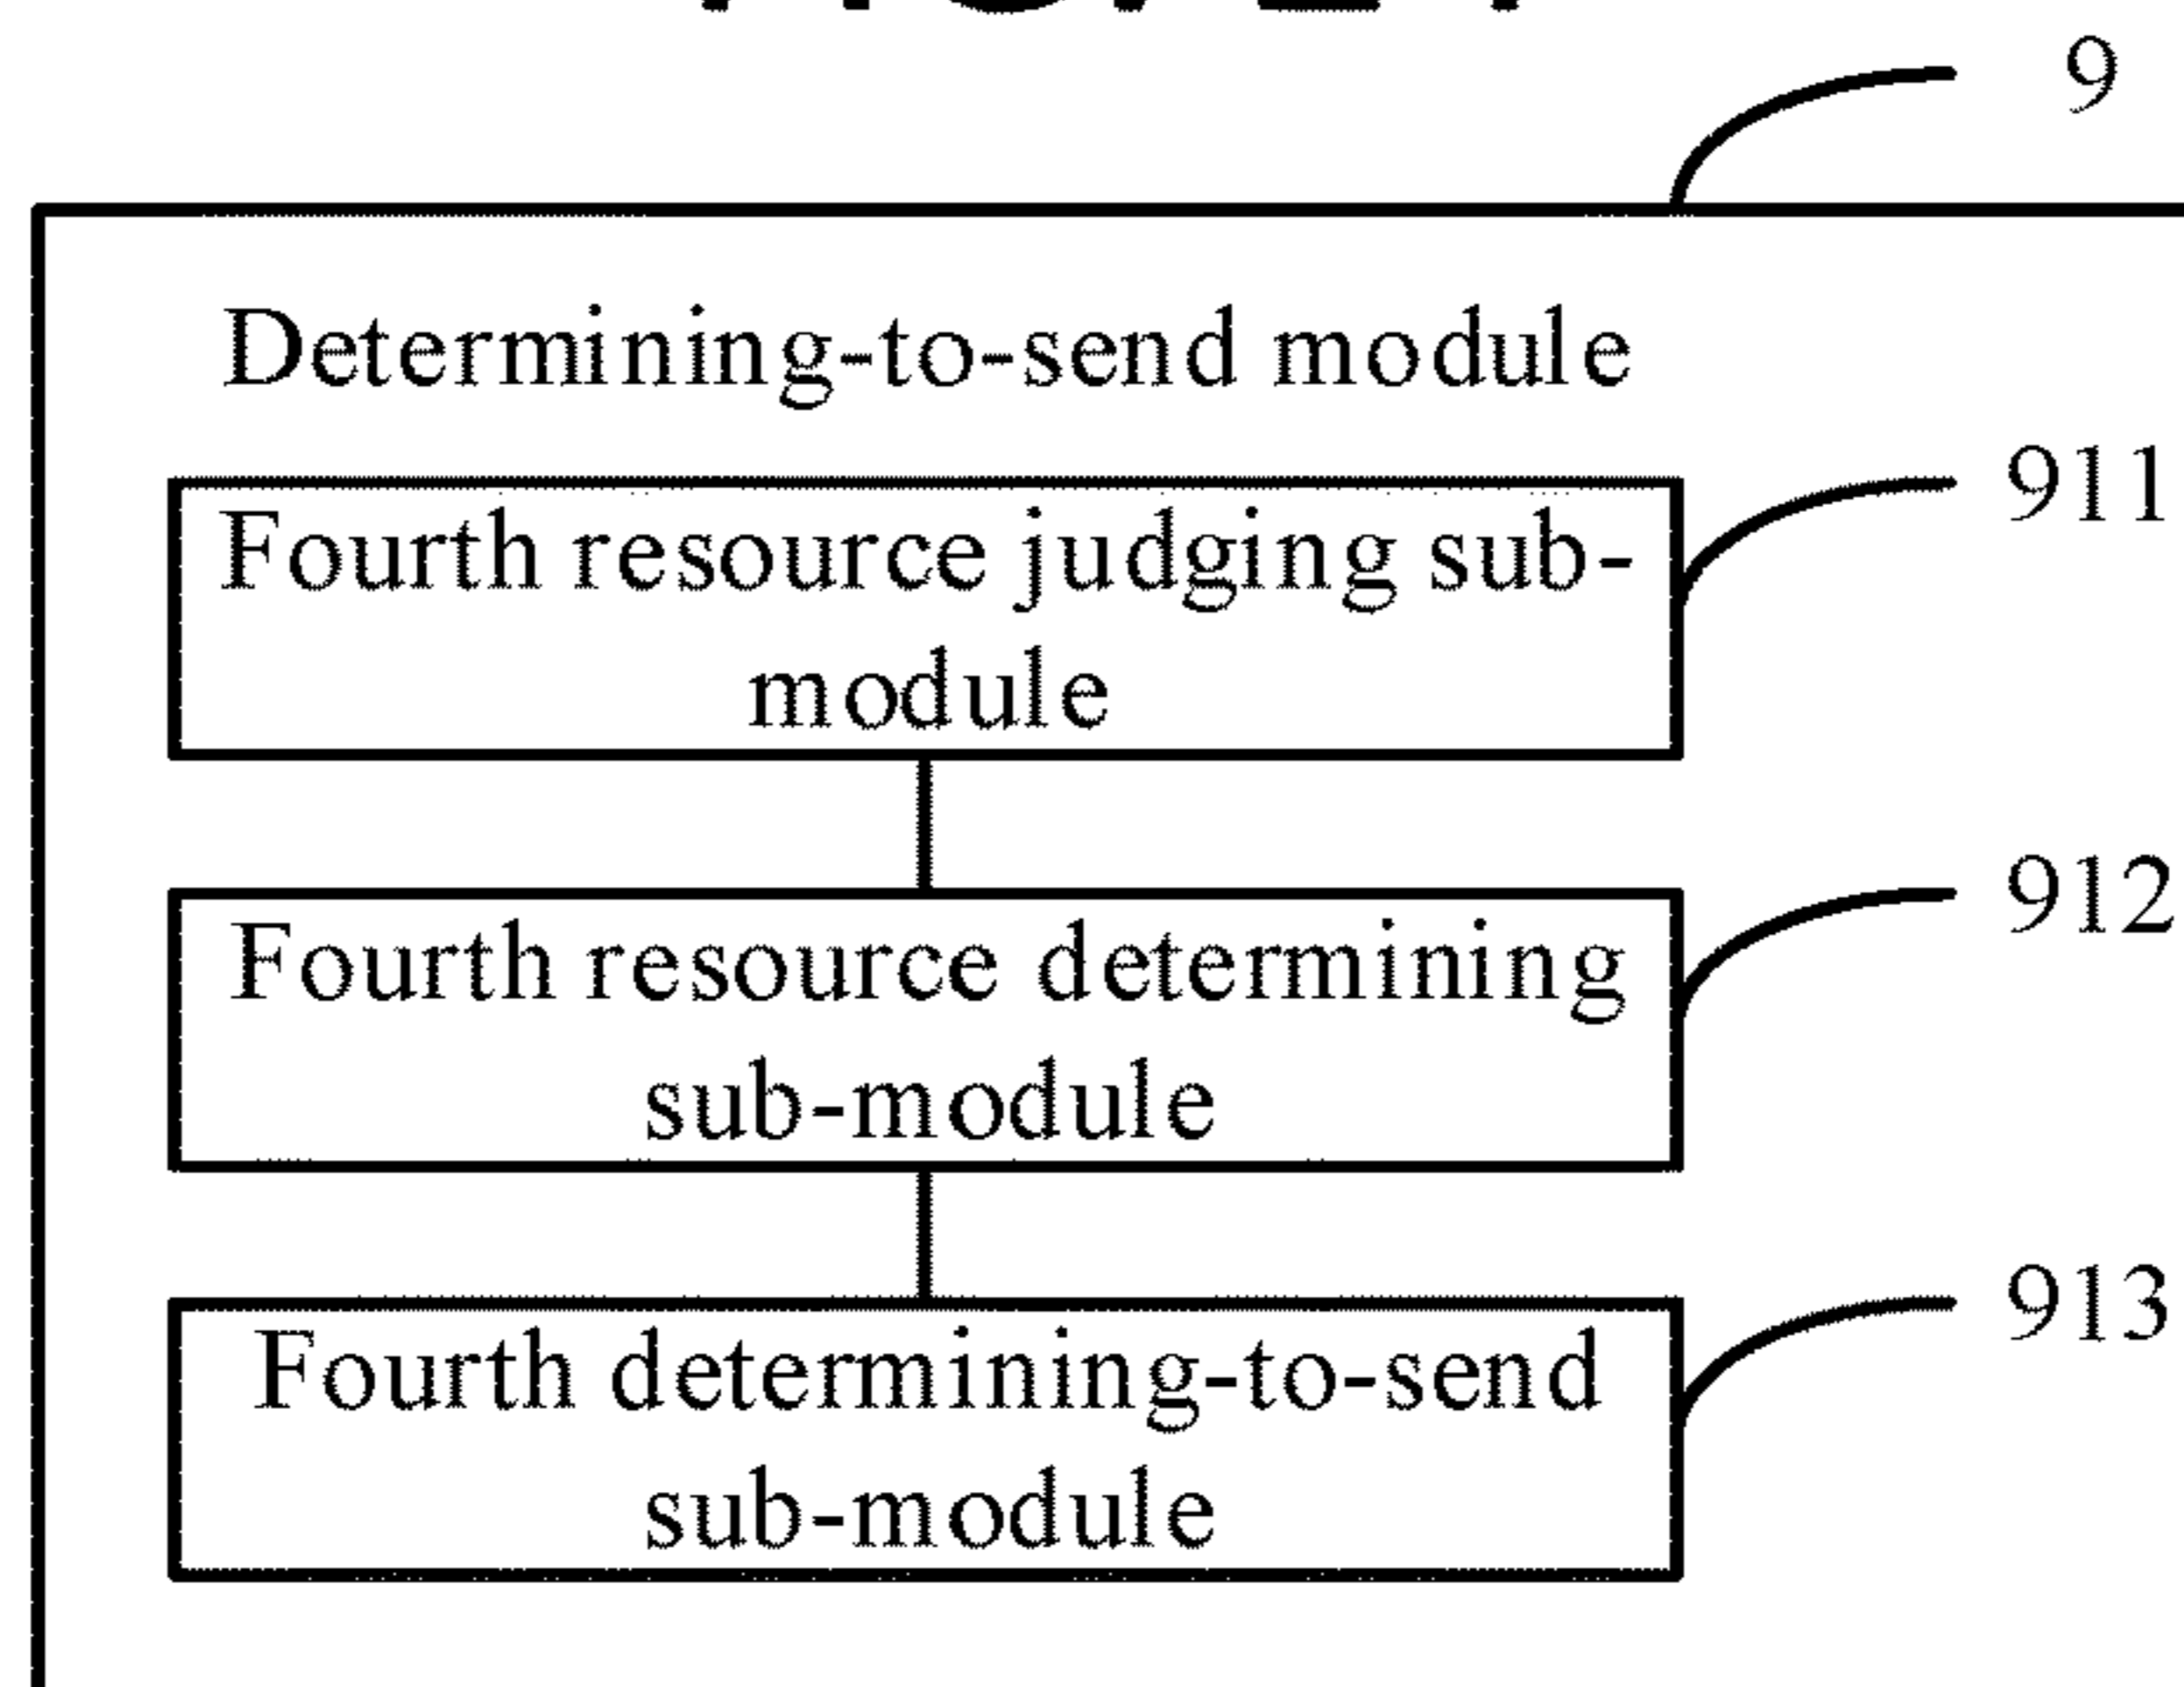 9
Determining-to-send module
911
Fourth resource judging sub-
module
912
Fourth resource determining
sub-module
913
Fourth determining-to-send
sub-module